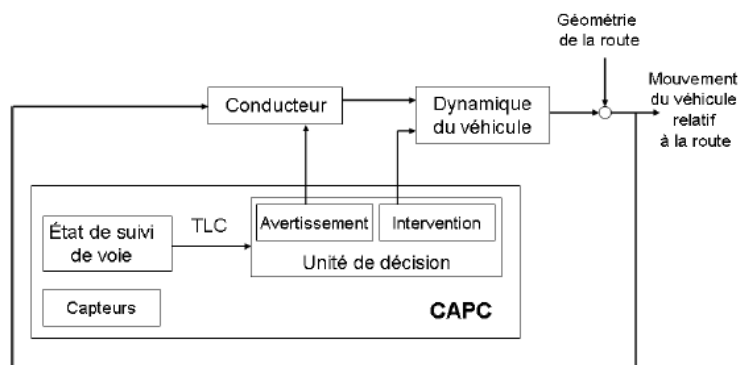 Géométrie
de la route
Mouvement
du véhicule
relatif
à la route
Conducteur
Dynamique
du véhicule
État de suivi
de voie
TLC
Avertissement
Intervention
Unité de décision
Capteurs
CAPC